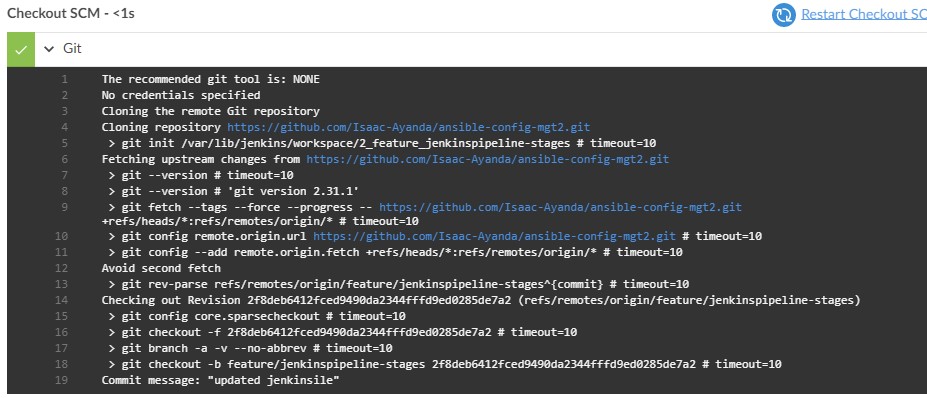 Checkout SCM - <1s
Restart Checkout SC
Git
1 The recommended git tool is: NONE
2 No credentials specified
3 Cloning the remote Git repository
4 Cloning repository https://github.com/Isaac-Ayanda/ansible-config-mgt2.git
5 > git init /var/lib/jenkins/workspace/2_feature_jenkinspipeline-stages # timeout=10
6 Fetching upstream changes from https://github.com/Isaac-Ayanda/ansible-config-mgt2.git
7 > git --version # timeout=10
8 > git --version # 'git version 2.31.1'
9 > git fetch --tags --force --progress -- https://github.com/Isaac-Ayanda/ansible-config-mgt2.git
+refs/heads/*:refs/remotes/origin/* # timeout=10
10 > git config remote.origin.url https://github.com/Isaac-Ayanda/ansible-config-mgt2.git # timeout=10
11 > git config --add remote.origin.fetch +refs/heads/*:refs/remotes/origin/* # timeout=10
12 Avoid second fetch
13 > git rev-parse refs/remotes/origin/feature/jenkinspipeline-stages^{commit} # timeout=10
14 Checking out Revision 2f8deb6412fced9490da2344fffd9ed0285de7a2 (refs/remotes/origin/feature/jenkinspipeline-stages)
15 > git config core.sparsecheckout # timeout=10
16 > git checkout -f 2f8deb6412fced9490da2344fffd9ed0285de7a2 # timeout=10
17 > git branch -a -v --no-abbrev # timeout=10
18 > git checkout -b feature/jenkinspipeline-stages 2f8deb6412fced9490da2344fffd9ed0285de7a2 # timeout=10
19 Commit message: "updated jenkinsile"